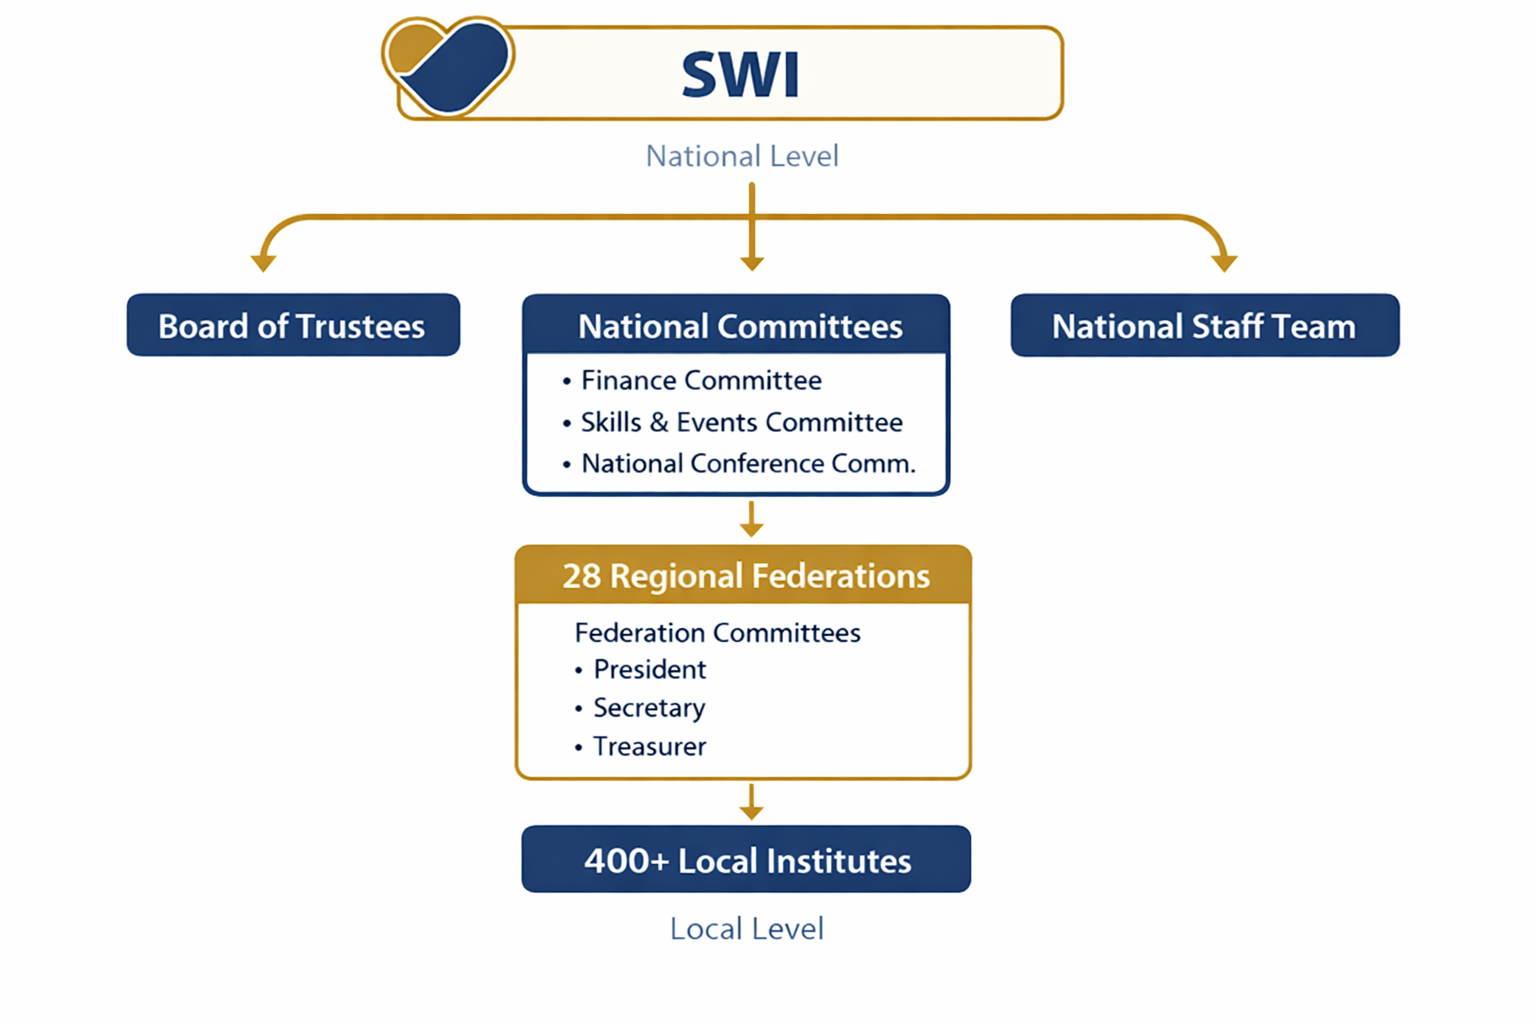 SWI
National Level
Board of Trustees
National Committees
• Finance Committee
• Skills & Events Committee
• National Conference Comm.
National Staff Team
28 Regional Federations
Federation Committees
• President
• Secretary
• Treasurer
400+ Local Institutes
Local Level